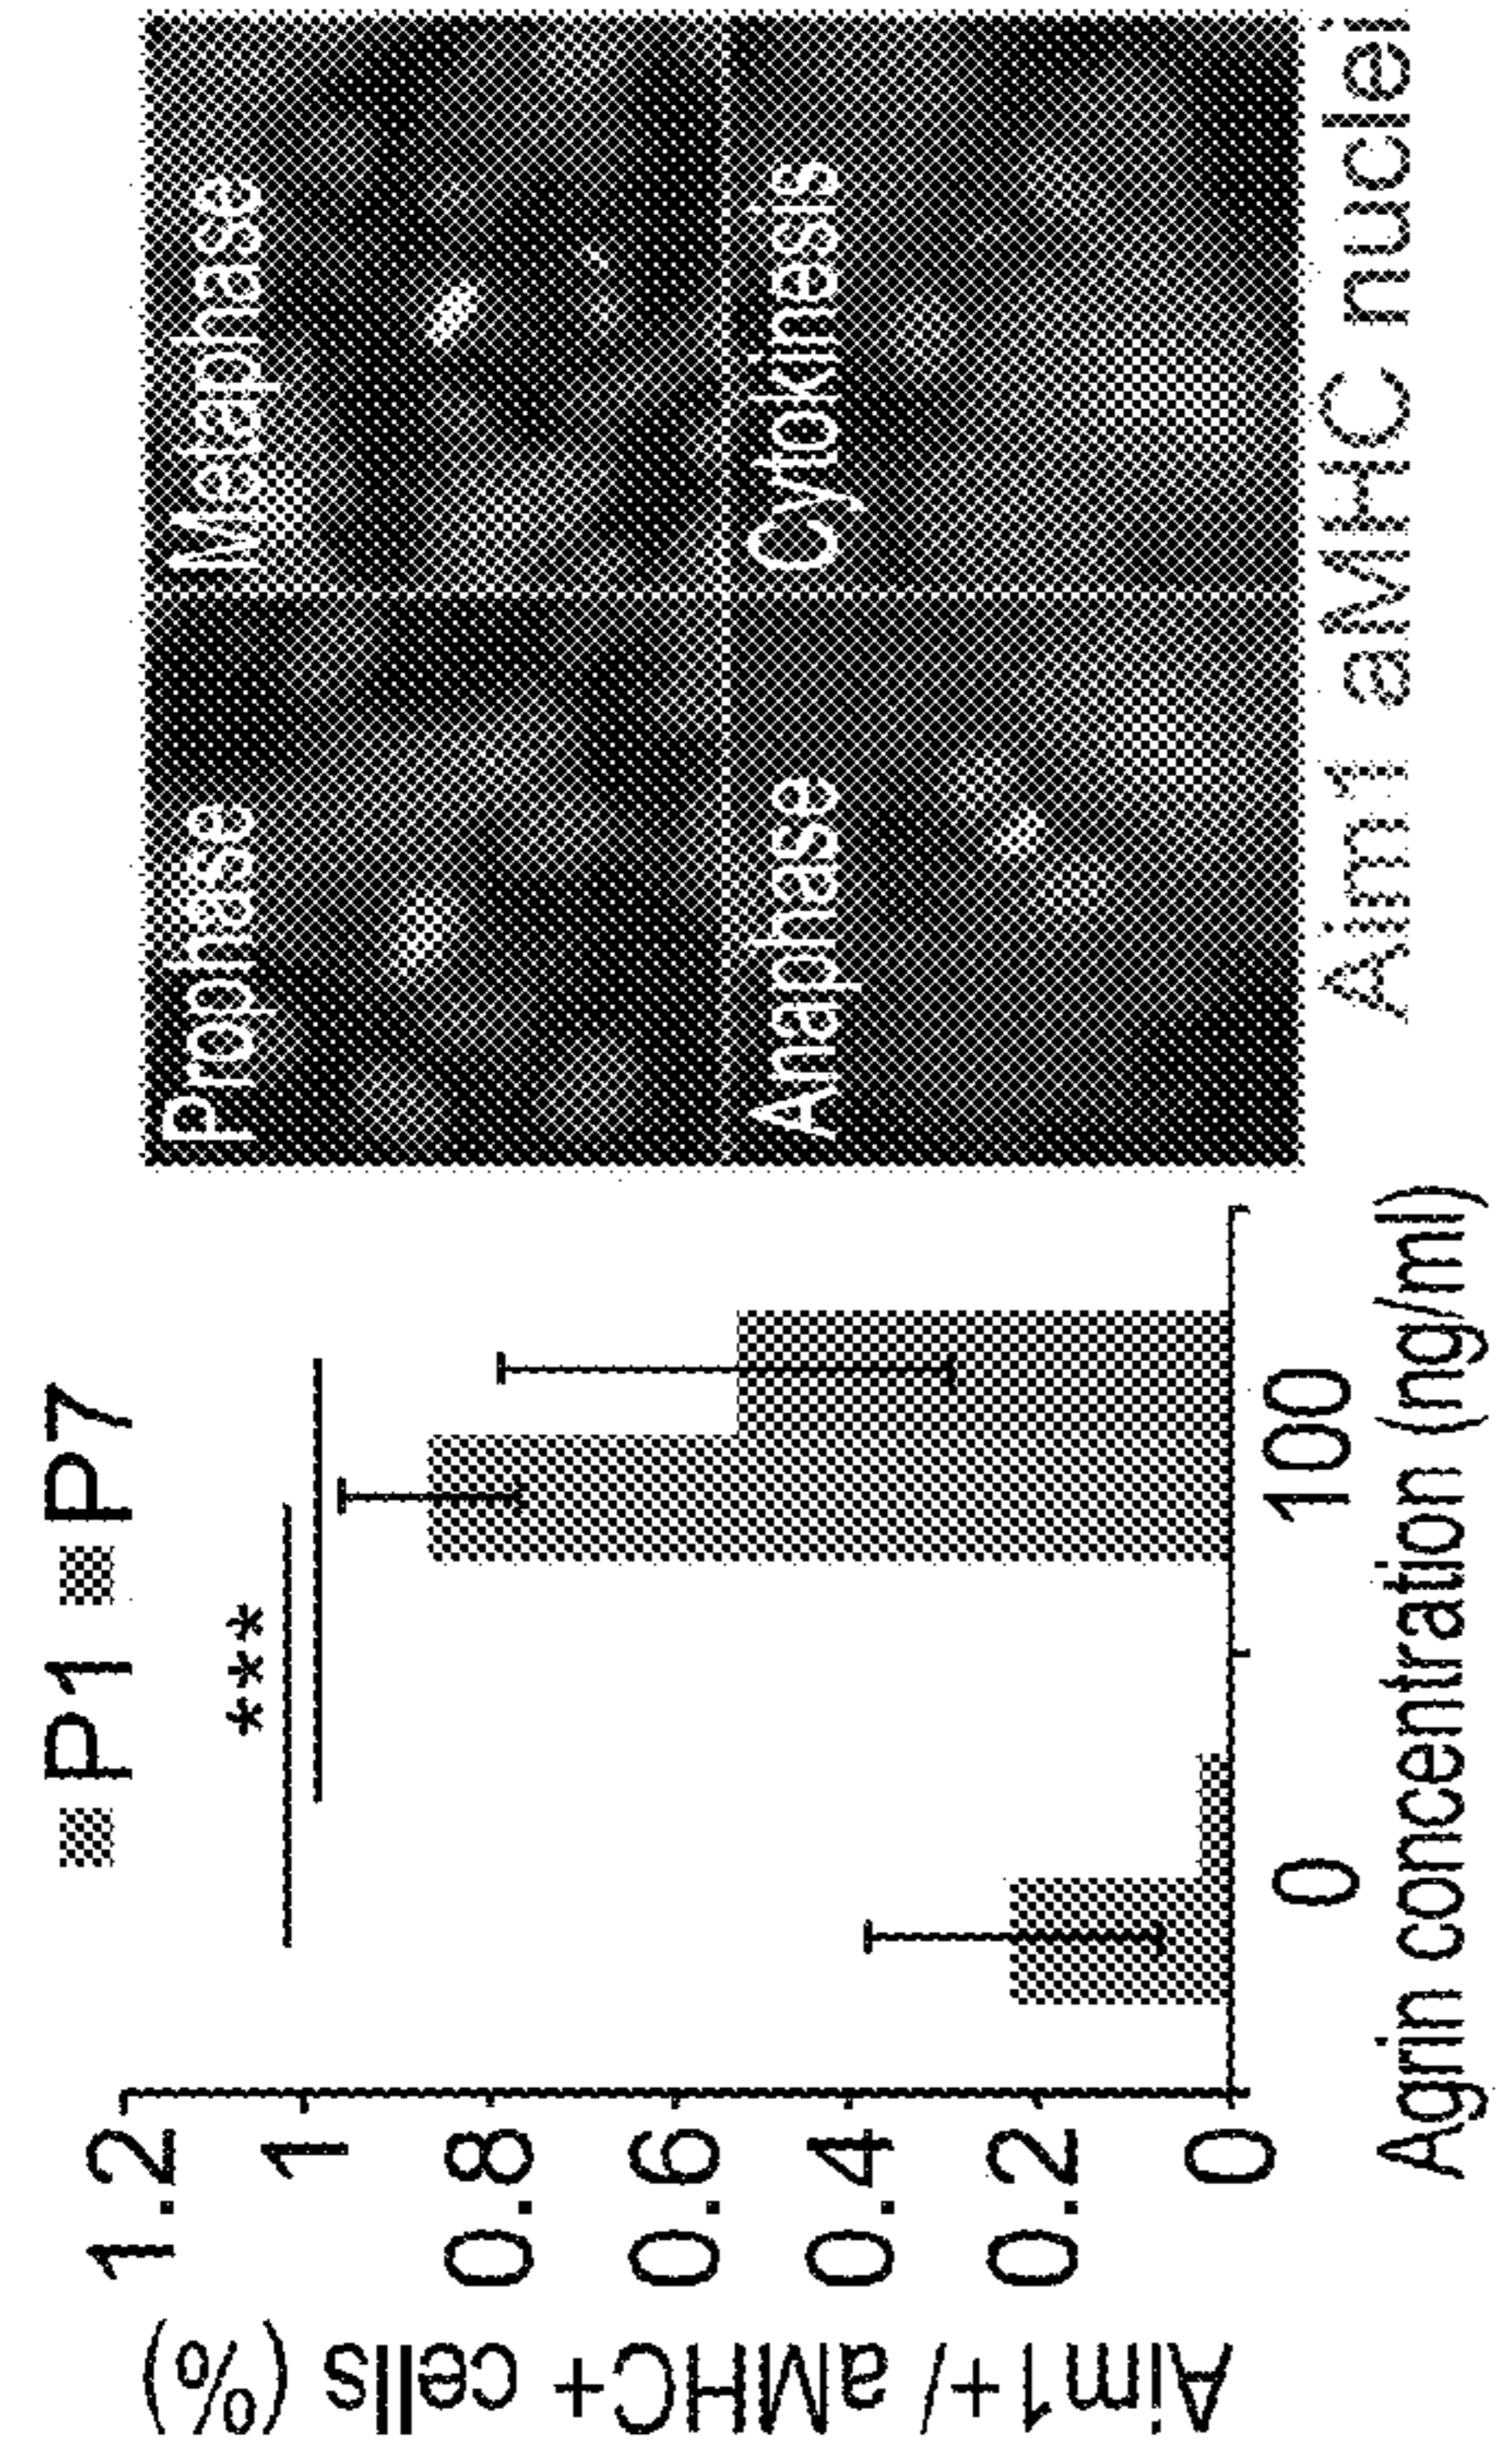 P1 P7
***
1.2
1
0.8
0.6
0.4
0.2
0
Aim1+/ aMHC+ cells (%)
0 100
Agrin concentration (ng/ml)
Prophase Metaphase
Anaphase Cytokinesis
Aim1 aMHC nuclei